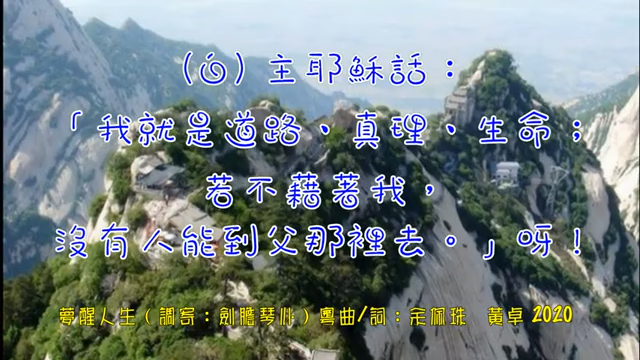 (白)主耶穌話：
「我就是道路、真理、生命；
若不藉著我，
沒有人能到父那裡去。」呀！
夢醒人生(調寄：劍膽琴心)粵曲/詞：余佩珠 黃卓 2020